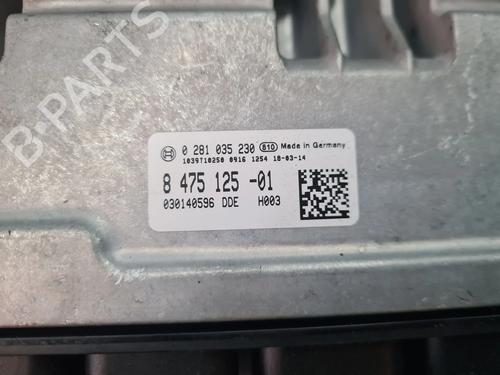 B-PARTS
0 281 035 230 810 Made in Germany
1039T10250 0916 1254 18-03-14
8 475 125 -01
030140596 DDE H003